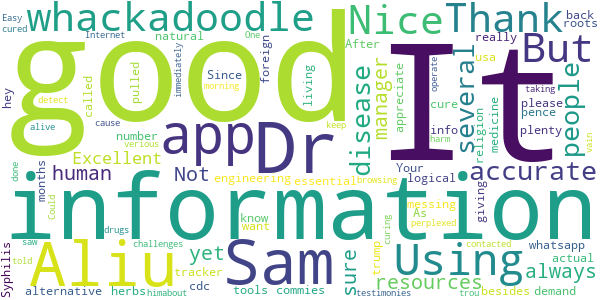 Easy whackadoodle Nice Thank several back
cured Internet One really roots
hey natural After foreign immediately But usa
good It
detect called pulled Since morning living disease manager appreciate operate taking people
alive cause number app Dr cure info please pence
verious keep harm religion medicine plenty
Excellent accurate
months human Not engineering essential browsing Your logical vain
information
done Could Aliu yet know Sam Using As messing giving always
Syphilis saw drugs want sure perplexed contacted whatsapp
told challenges tracker trump resources curing actual
alternative herbs himabout cdc tools commies testimonies besides trou demand